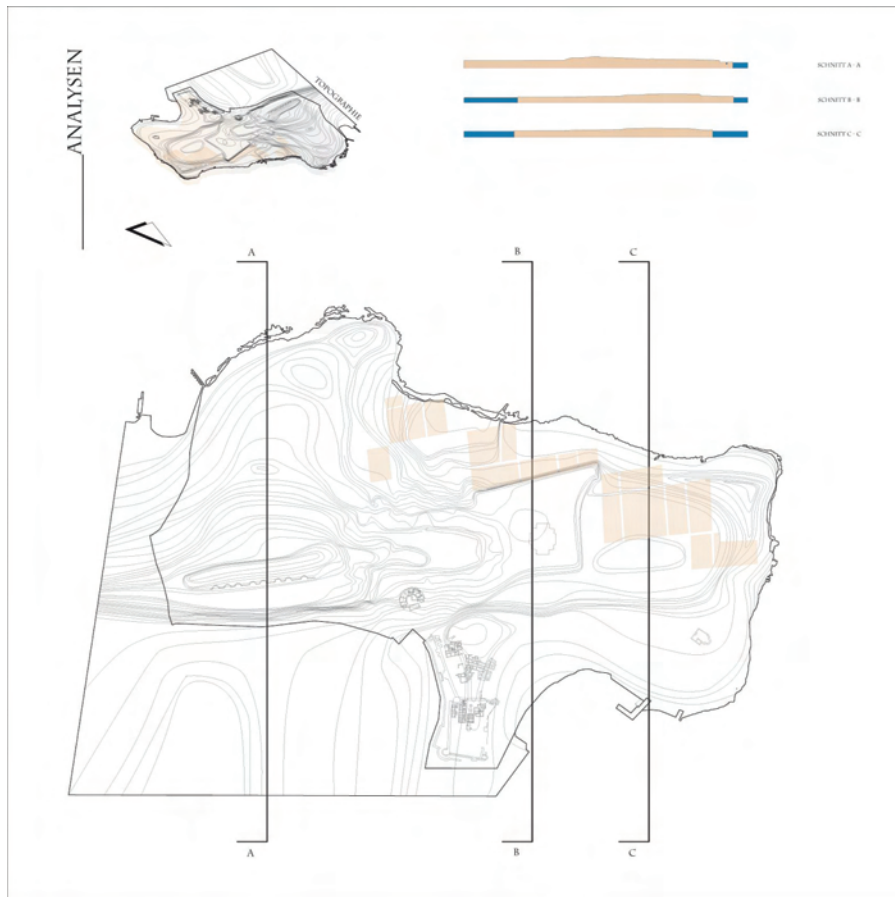 ANALYSEN
TOPOGRAPHIE
SCHNITT A - A
SCHNITT B - B
SCHNITT C - C
A
B
C
A
B
C